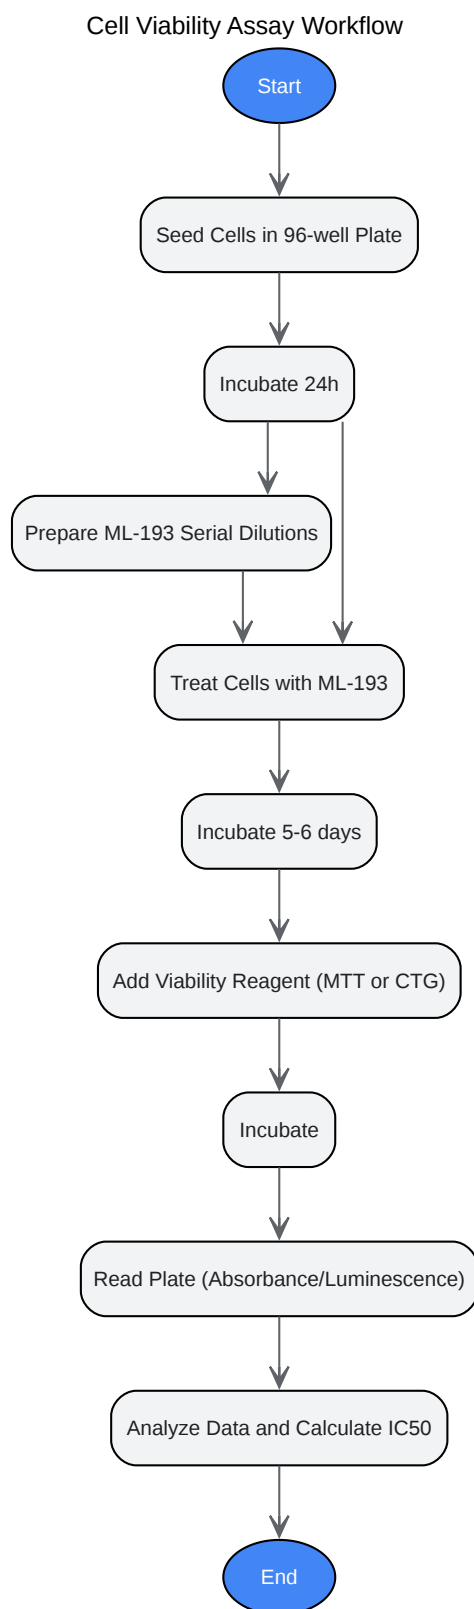 Cell Viability Assay Workflow
Start
Seed Cells in 96-well Plate
Incubate 24h
Prepare ML-193 Serial Dilutions
Treat Cells with ML-193
Incubate 5-6 days
Add Viability Reagent (MTT or CTG)
Incubate
Read Plate (Absorbance/Luminescence)
Analyze Data and Calculate IC50
End